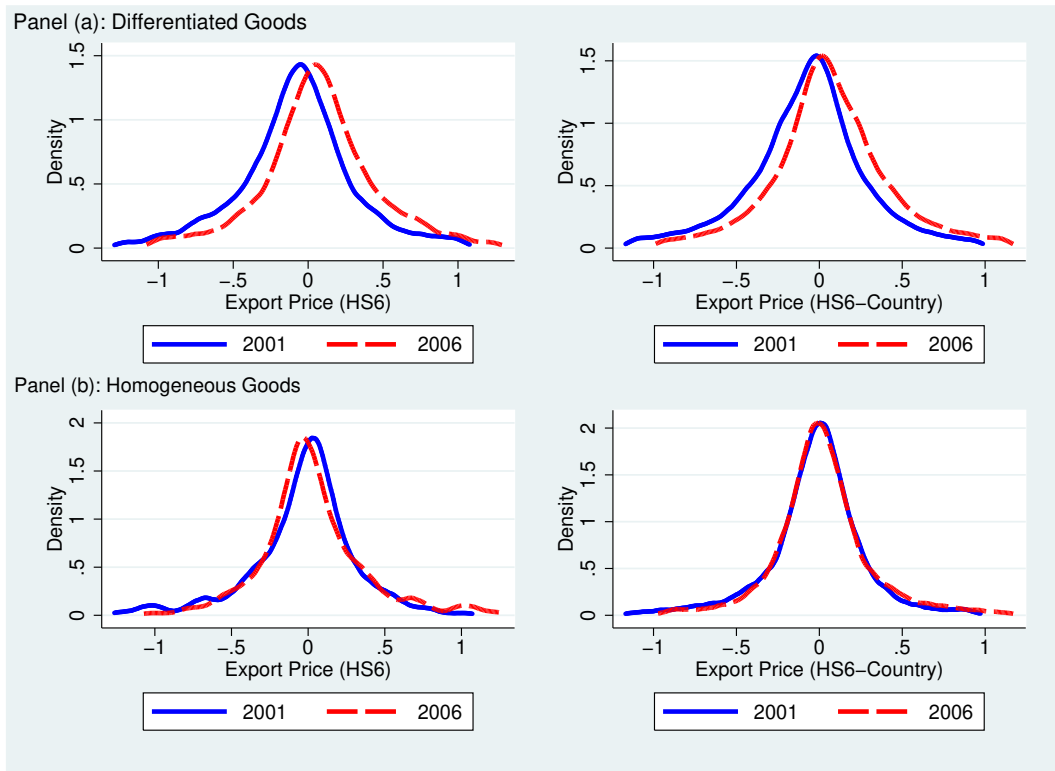 Panel (a): Differentiated Goods
Density
0 .5 1 1.5
−1 −.5 0 .5 1
Export Price (HS6)
2001 2006
Density
0 .5 1 1.5
−1 −.5 0 .5 1
Export Price (HS6−Country)
2001 2006
Panel (b): Homogeneous Goods
Density
0 .5 1 1.5 2
−1 −.5 0 .5 1
Export Price (HS6)
2001 2006
Density
0 .5 1 1.5 2
−1 −.5 0 .5 1
Export Price (HS6−Country)
2001 2006